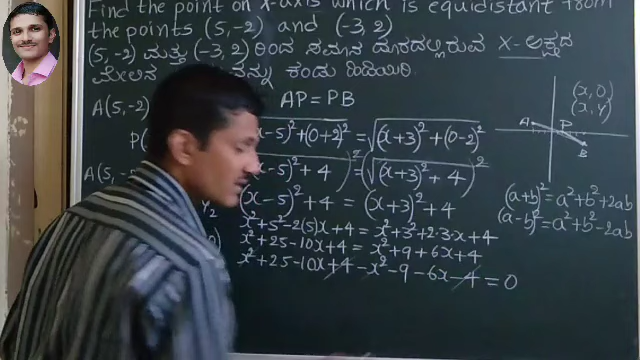 Find the point on x-axis which is equidistant from
the points (5,-2) and (-3,2)
(5,-2) ಮತ್ತು (-3,2) ರಿಂದ ಸಮಾನ ದೂರದಲ್ಲಿರುವ X-ಅಕ್ಷದ
ಮೇಲಿನ ಕಂಡು ಹಿಡಿಯಿರಿ.
A(5,-2) AP = PB
(x-5)²+(0+2)² = √(x+3)²+(0-2)²
(x-5)²+4)² = (√(x+3)²+4)²
(x-5)²+4 = (x+3)²+4
x²+5²-2(5)x+4 = x²+3²+2·3·x+4
x²+25-10x+4 = x²+9+6x+4
x²+25-10x+4-x²-9-6x-4 = 0
(x,0)
(x,y)
A
P
B
(a+b)² = a²+b²+2ab
(a-b)² = a²+b²-2ab